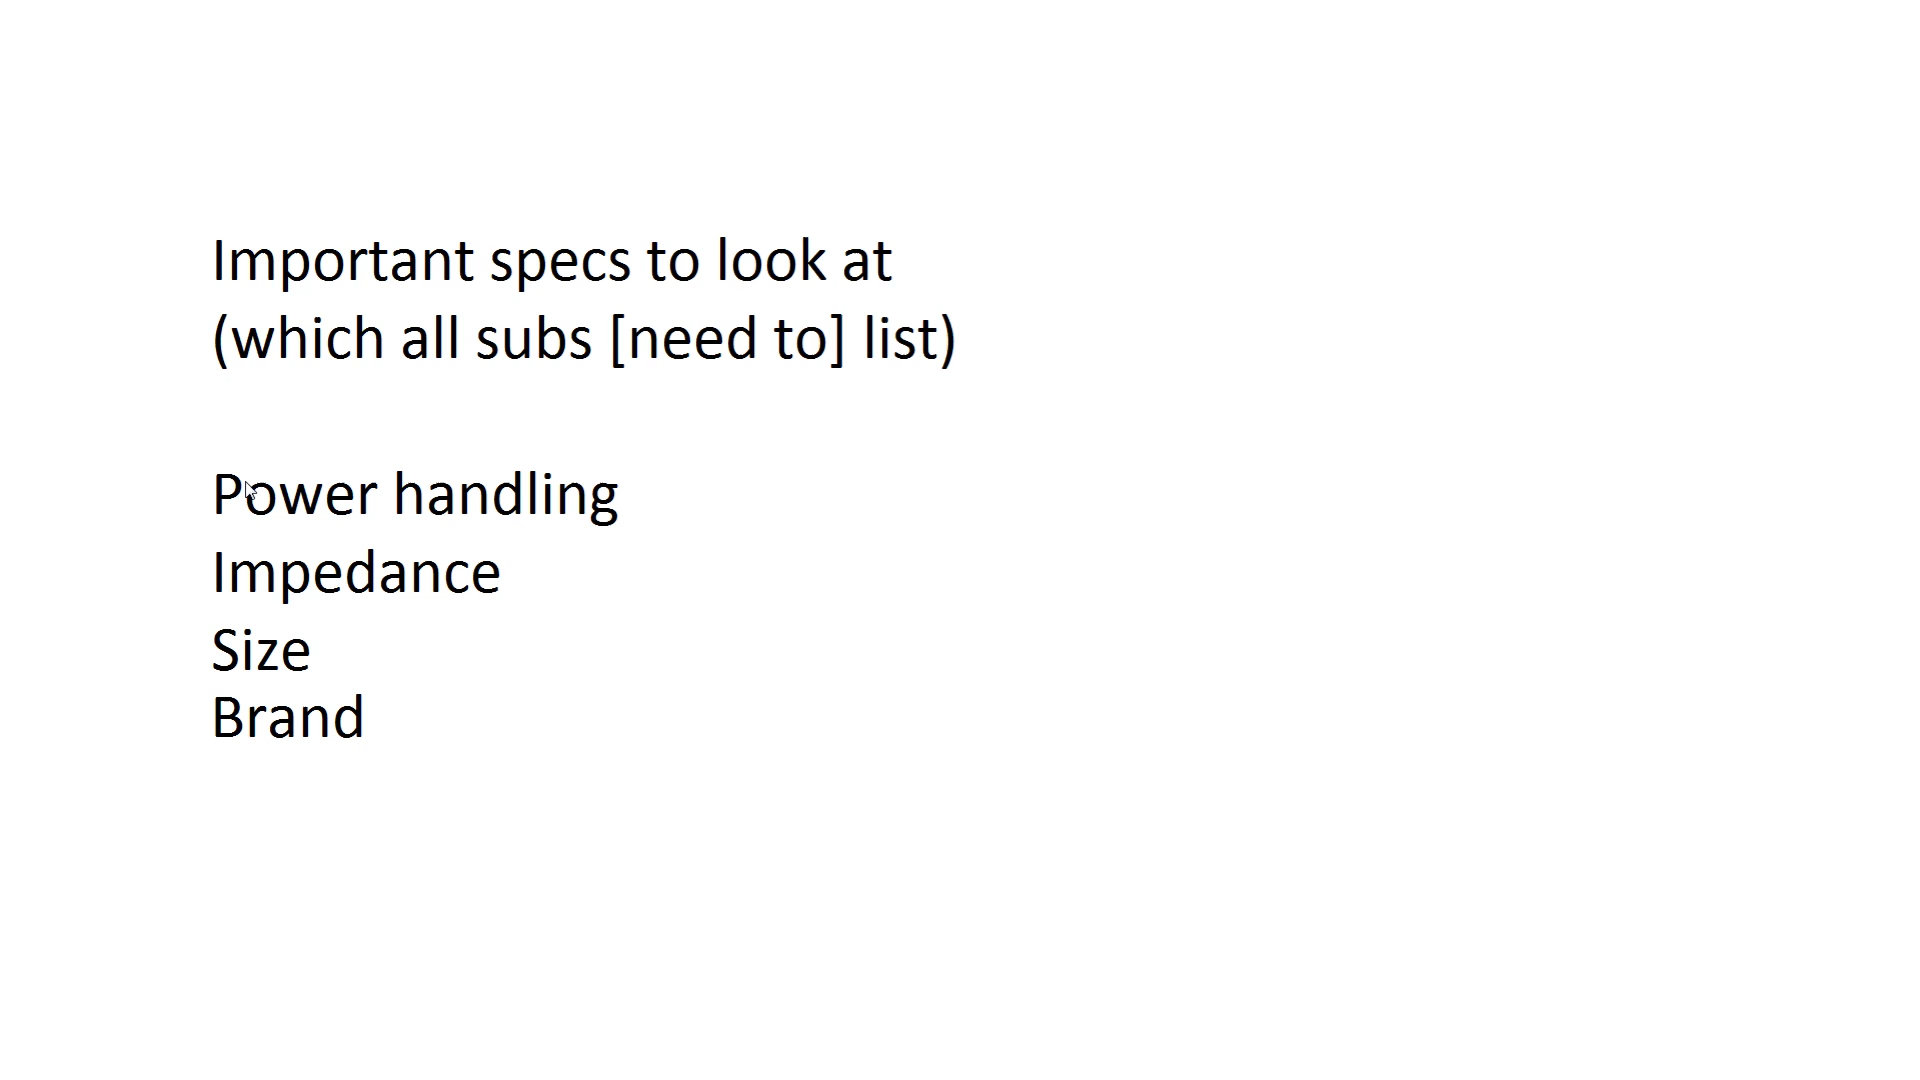 Important specs to look at
(which all subs [need to] list)
Power handling
Impedance
Size
Brand